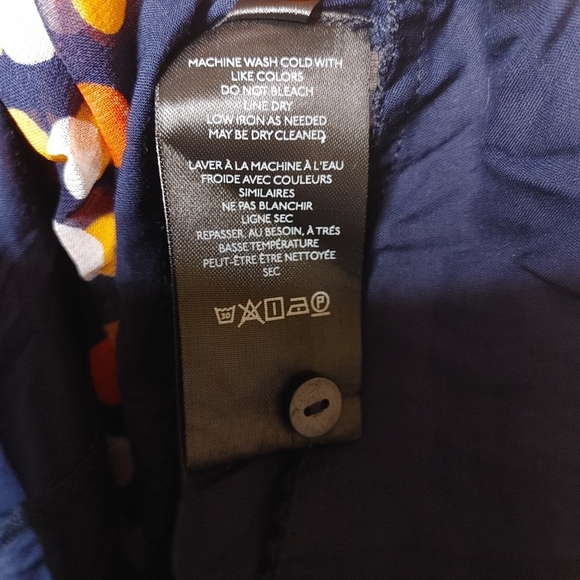 MACHINE WASH COLD WITH
LIKE COLORS
DO NOT BLEACH
LINE DRY
LOW IRON AS NEEDED
MAY BE DRY CLEANED
LAVER À LA MACHINE À L'EAU
FROIDE AVEC COULEURS
SIMILAIRES
NE PAS BLANCHIR
LIGNE SEC
REPASSER, AU BESOIN, À TRÉS
BASSE TEMPÉRATURE
PEUT-ÊTRE ÊTRE NETTOYÉE
SEC
30 P